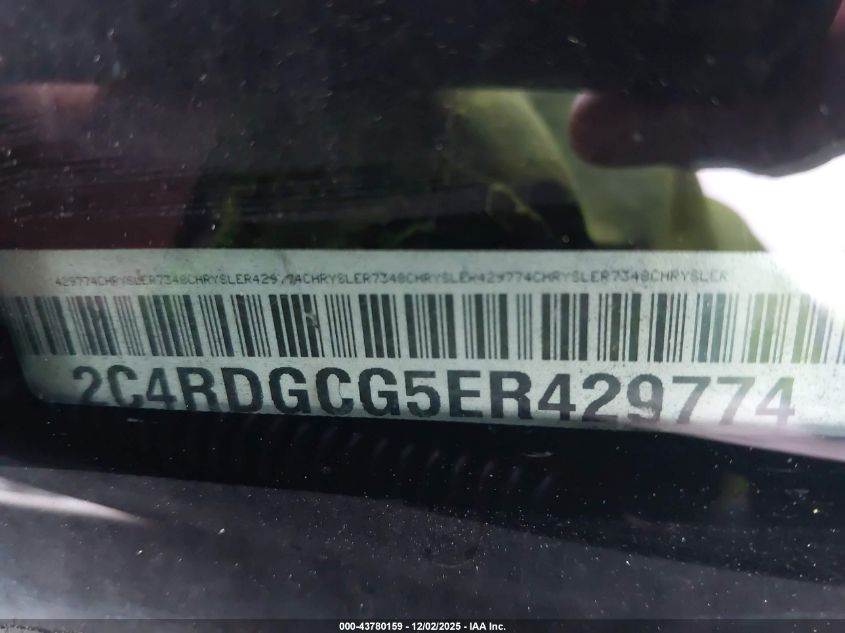 429774CHRYSLER7348CHRYSLER429774CHRYSLER7348CHRYSLER429774CHRYSLER7348CHRYSLER
2C4RDGCG5ER429774
000-43780159 - 12/02/2025 - IAA Inc.